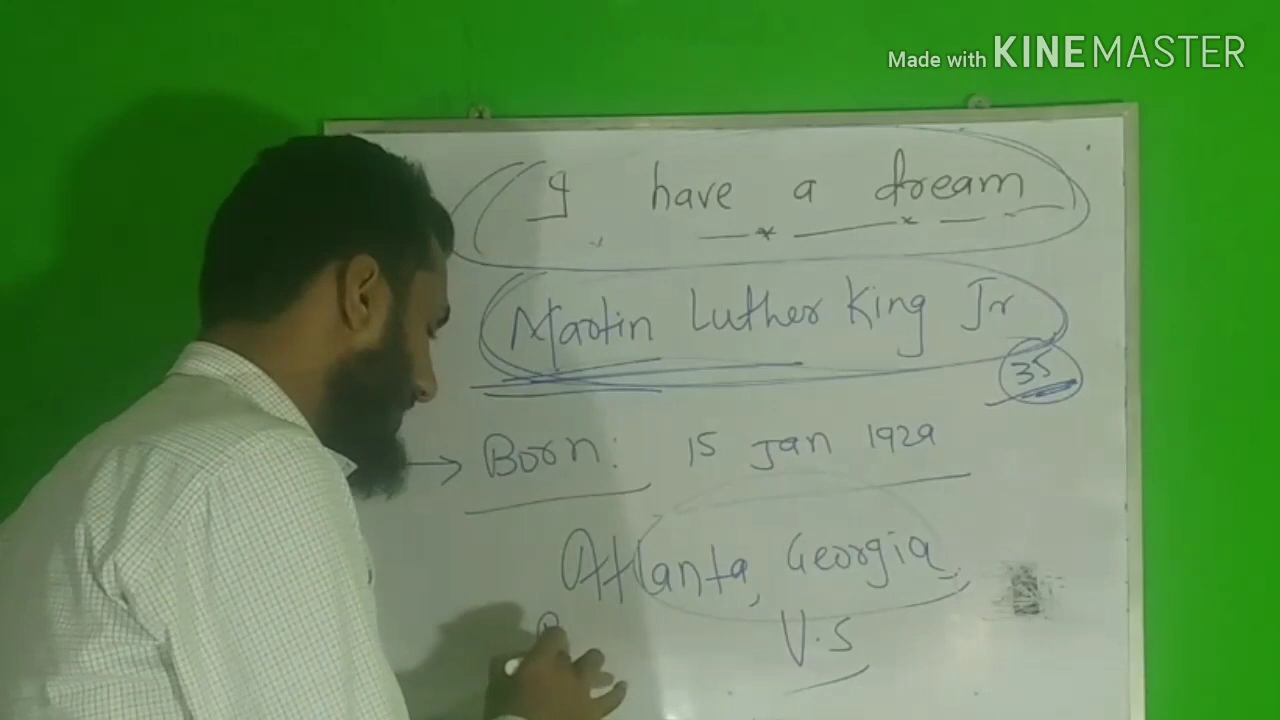 Made with KINEMASTER
I have a dream
Martin Luther King Jr
35
Born: 15 Jan 1929
Atlanta, Georgia,
U.S